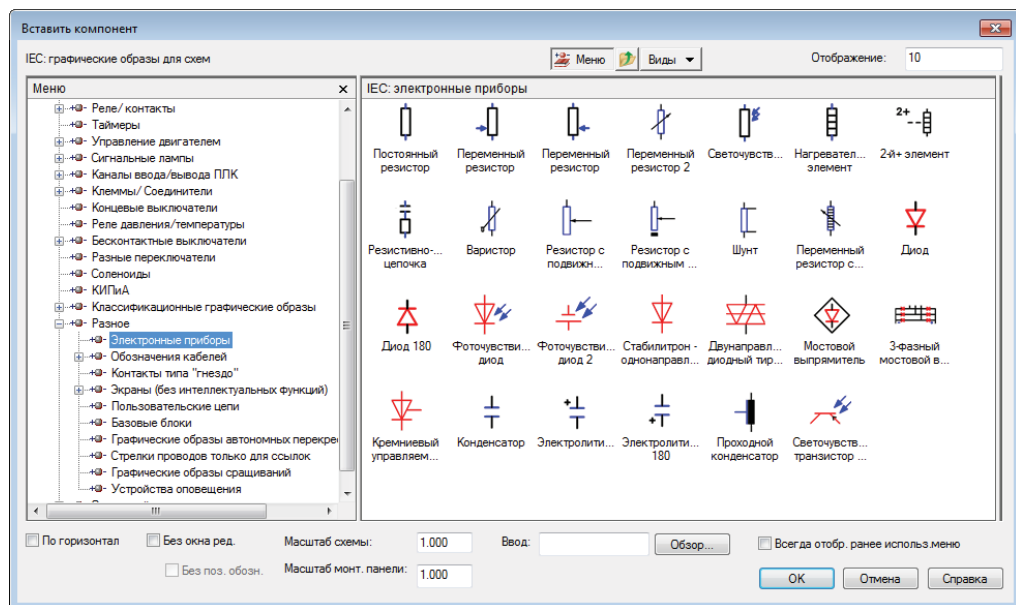 Вставить компонент
IEC: графические образы для схем
Меню
Виды
Отображение:
10
Меню
Реле/контакты
Таймеры
Управление двигателем
Сигнальные лампы
Каналы ввода/вывода ПЛК
Клеммы/Соединители
Концевые выключатели
Реле давления/температуры
Бесконтактные выключатели
Разные переключатели
Соленоиды
КИПиА
Классификационные графические образы
Разное
Электронные приборы
Обозначения кабелей
Контакты типа "гнездо"
Экраны (без интеллектуальных функций)
Пользовательские цепи
Базовые блоки
Графические образы автономных перекре
Стрелки проводов только для ссылок
Графические образы сращиваний
Устройства оповещения
IEC: электронные приборы
2+
Постоянный резистор
Переменный резистор
Переменный резистор
Переменный резистор 2
Светочувств...
Нагревател... элемент
2-й+ элемент
Резистивно-... цепочка
Варистор
Резистор с подвижн...
Резистор с подвижным ...
Шунт
Переменный резистор с...
Диод
Диод 180
Фоточувстви... диод
Фоточувстви... диод 2
Стабилитрон - однонаправл...
Двунаправл... диодный тир...
Мостовой выпрямитель
3-фазный мостовой в...
Кремниевый управляем...
Конденсатор
Электролити...
Электролити... 180
Проходной конденсатор
Светочувств... транзистор ...
По горизонтал
Без окна ред.
Масштаб схемы:
1.000
Ввод:
Обзор...
Всегда отобр. ранее использ.меню
Без поз. обозн.
Масштаб монт. панели:
1.000
OK
Отмена
Справка